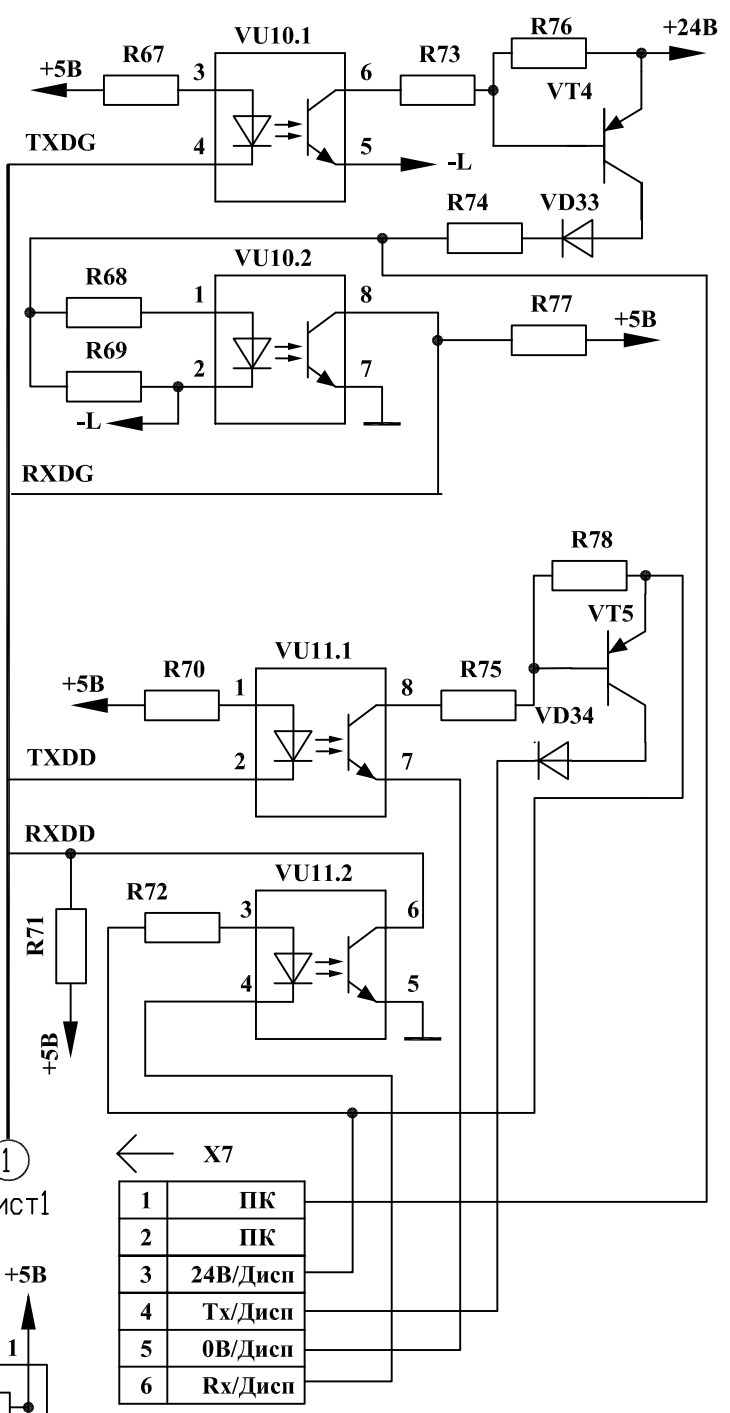 VU10.1
R76
+24В
R67
R73
+5В
3
6
VT4
TXDG
4
5
-L
R74
VD33
VU10.2
R68
1
8
R77
+5В
R69
2
7
-L
RXDG
R78
VT5
VU11.1
R70
+5В
1
8
R75
VD34
TXDD
2
7
RXDD
VU11.2
R72
3
6
R71
4
5
+5В
1
ист1
X7
1 ПК
2 ПК
3 24В/Дисп
4 Tx/Дисп
5 0В/Дисп
6 Rx/Дисп
+5В
1